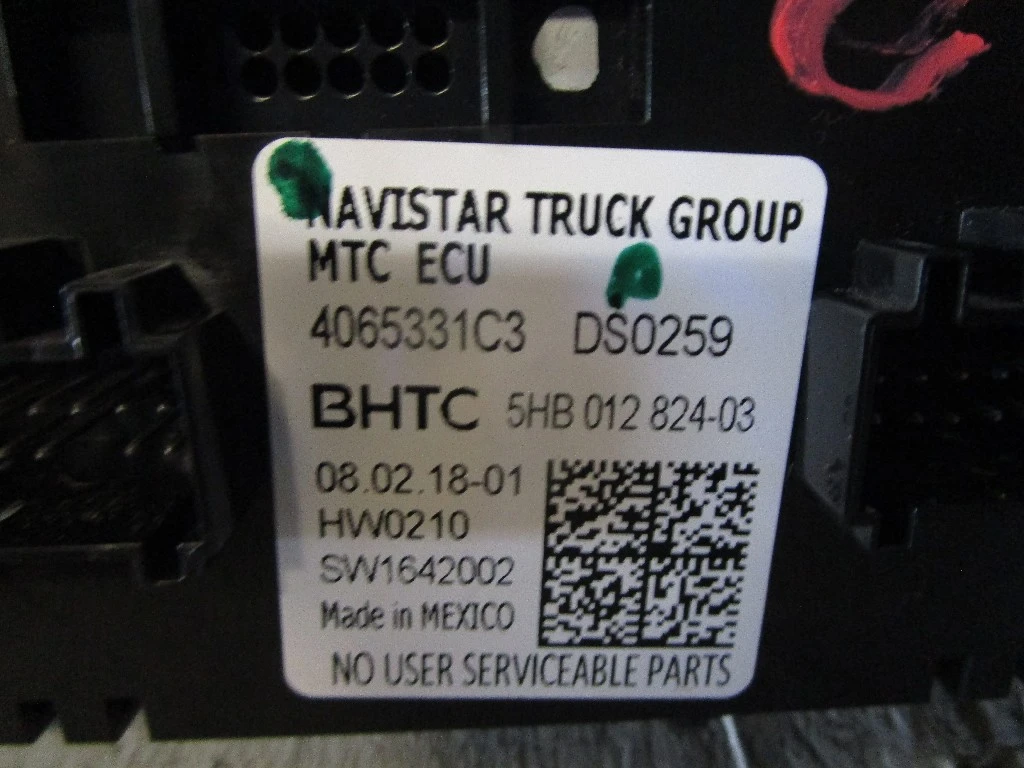 NAVISTAR TRUCK GROUP
MTC ECU
4065331C3 DS0259
BHTC 5HB 012 824-03
08.02.18-01
HW0210
SW1642002
Made in MEXICO
NO USER SERVICEABLE PARTS